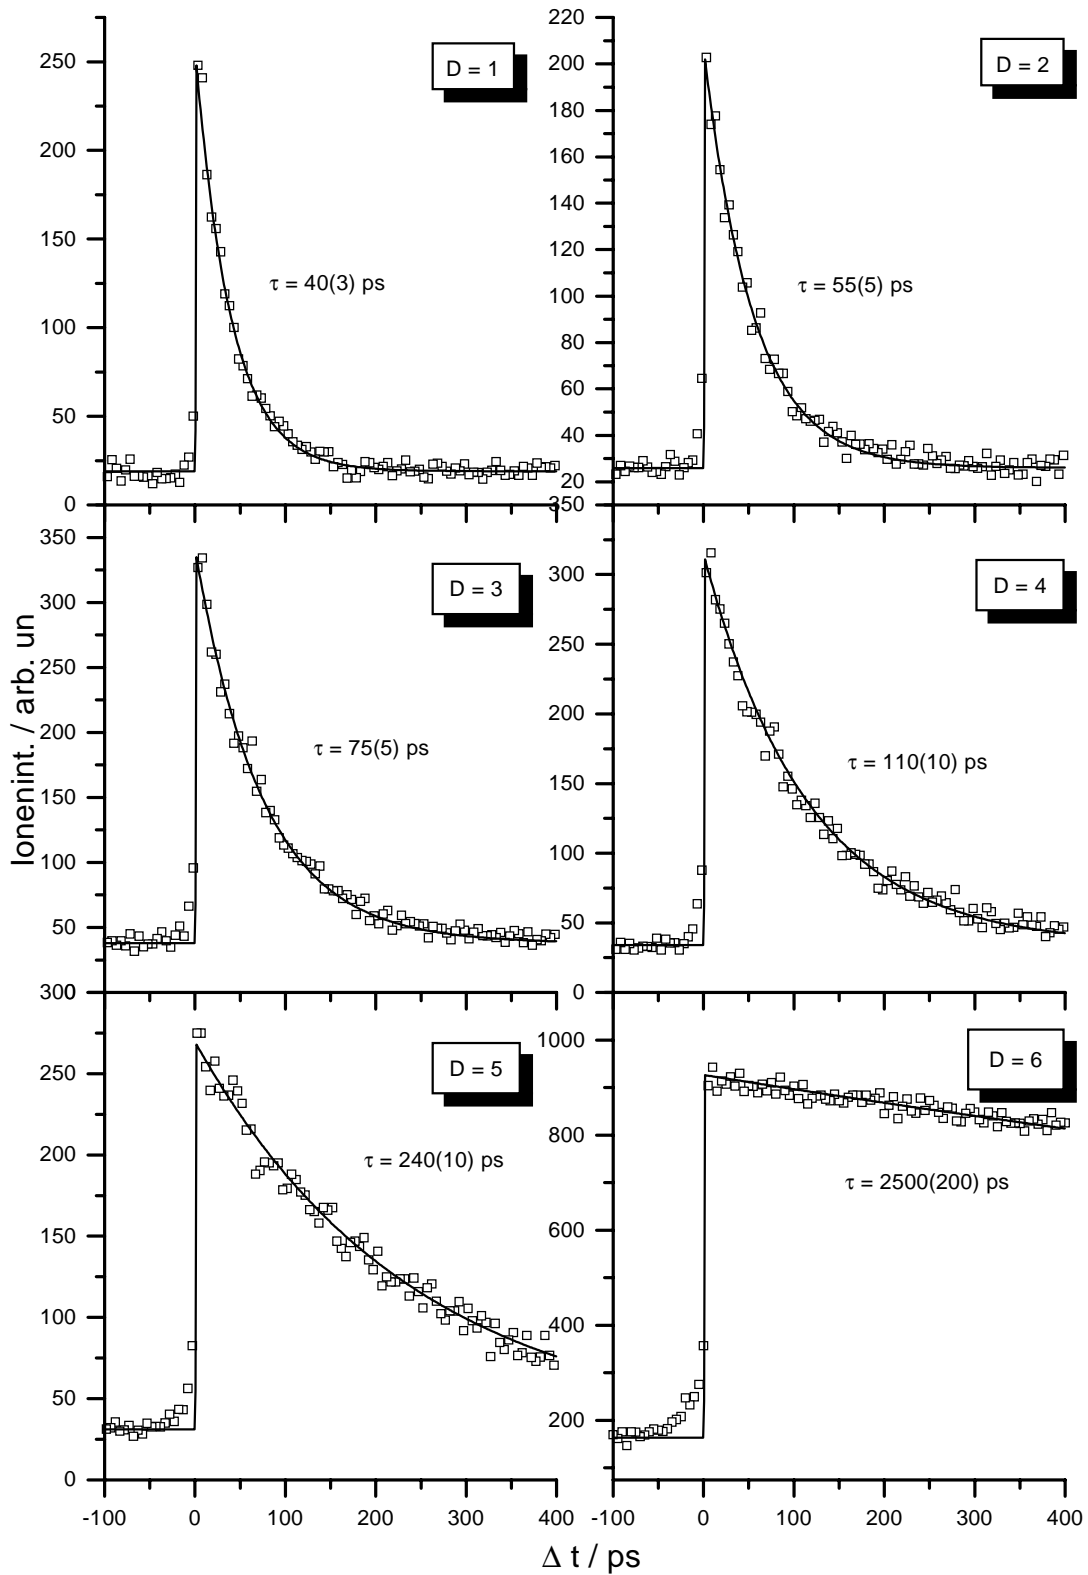 D = 1
250
200
150
100
50
0
τ = 40(3) ps
D = 2
220
200
180
160
140
120
100
80
60
40
20
τ = 55(5) ps
D = 3
350
300
250
200
150
100
50
0
τ = 75(5) ps
D = 4
350
300
250
200
150
100
50
0
τ = 110(10) ps
D = 5
300
250
200
150
100
50
0
τ = 240(10) ps
D = 6
1000
800
600
400
200
τ = 2500(200) ps
Ionenint. / arb. un
-100 0 100 200 300 400
-100 0 100 200 300 400
Δ t / ps